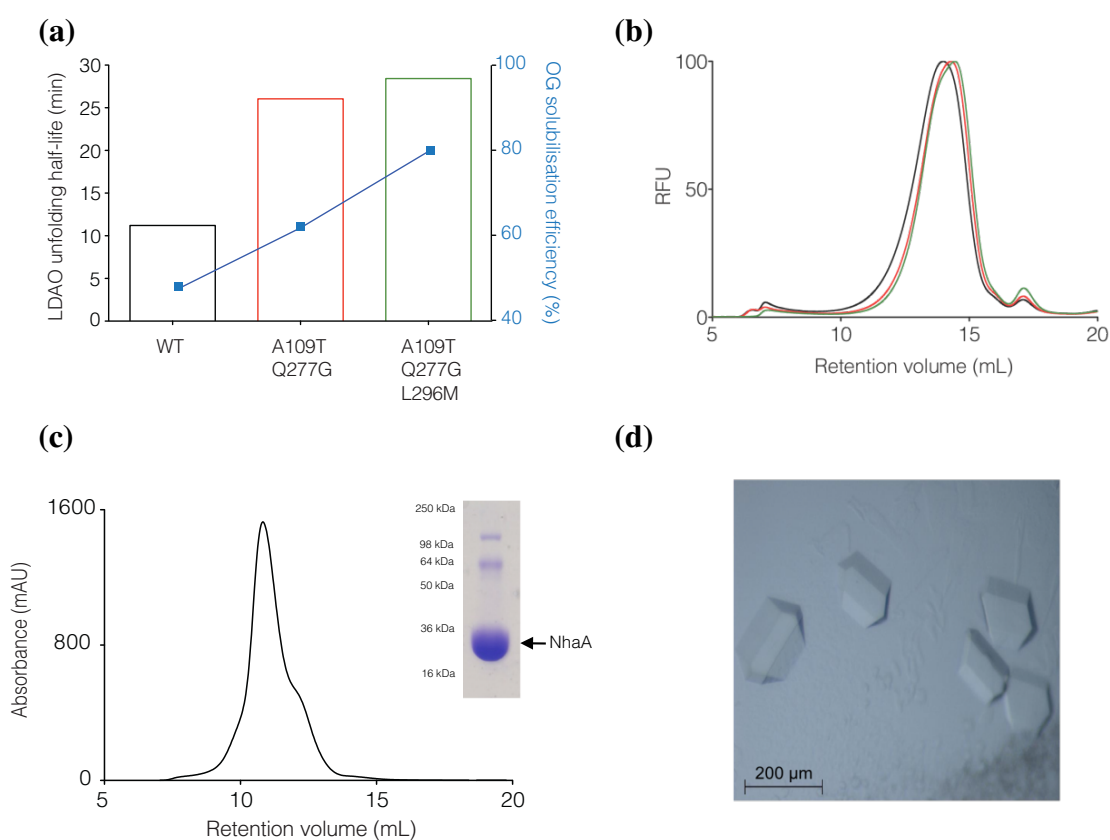 (a)
LDAO unfolding half-life (min)
30
25
20
15
10
5
0
100
80
60
40
OG solubilisation efficiency (%)
WT
A109T
Q277G
A109T
Q277G
L296M
(b)
RFU
100
50
0
5
10
15
20
Retention volume (mL)
(c)
Absorbance (mAU)
1600
800
0
5
10
15
20
Retention volume (mL)
250 kDa
98 kDa
64 kDa
50 kDa
36 kDa
16 kDa
NhaA
(d)
200 µm